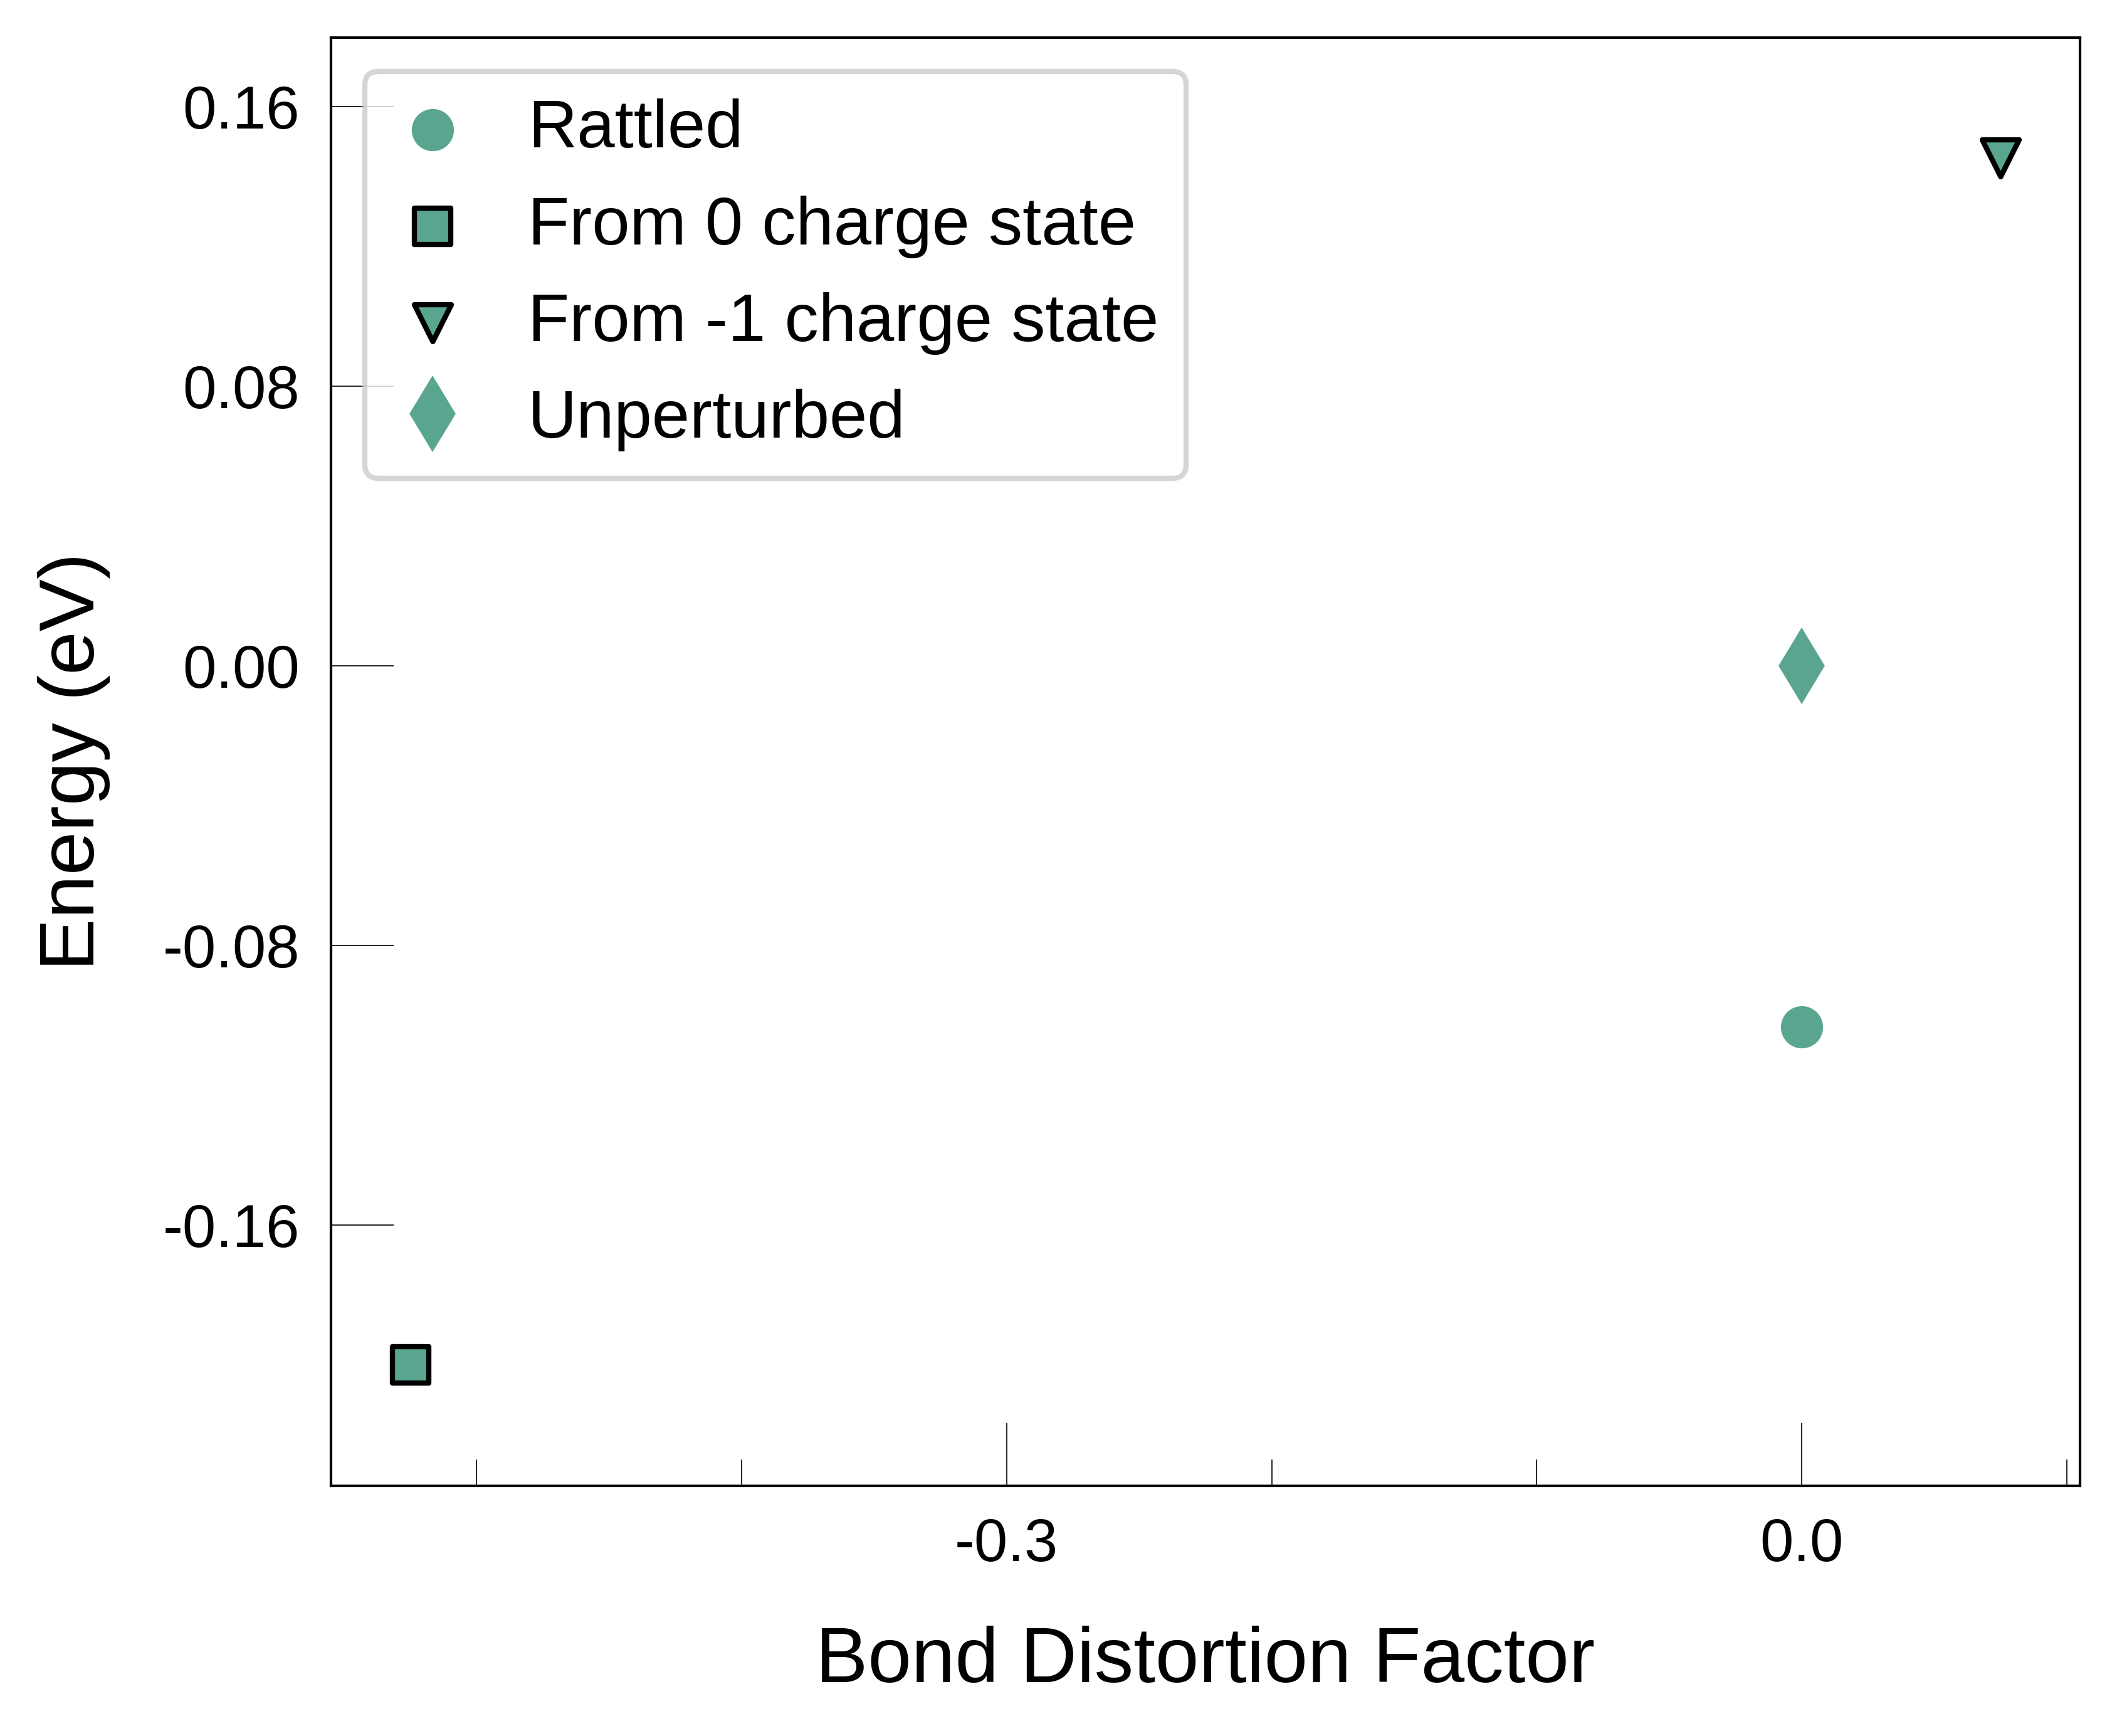 Rattled
From 0 charge state
From -1 charge state
Unperturbed
Energy (eV)
0.16
0.08
0.00
-0.08
-0.16
-0.3
0.0
Bond Distortion Factor